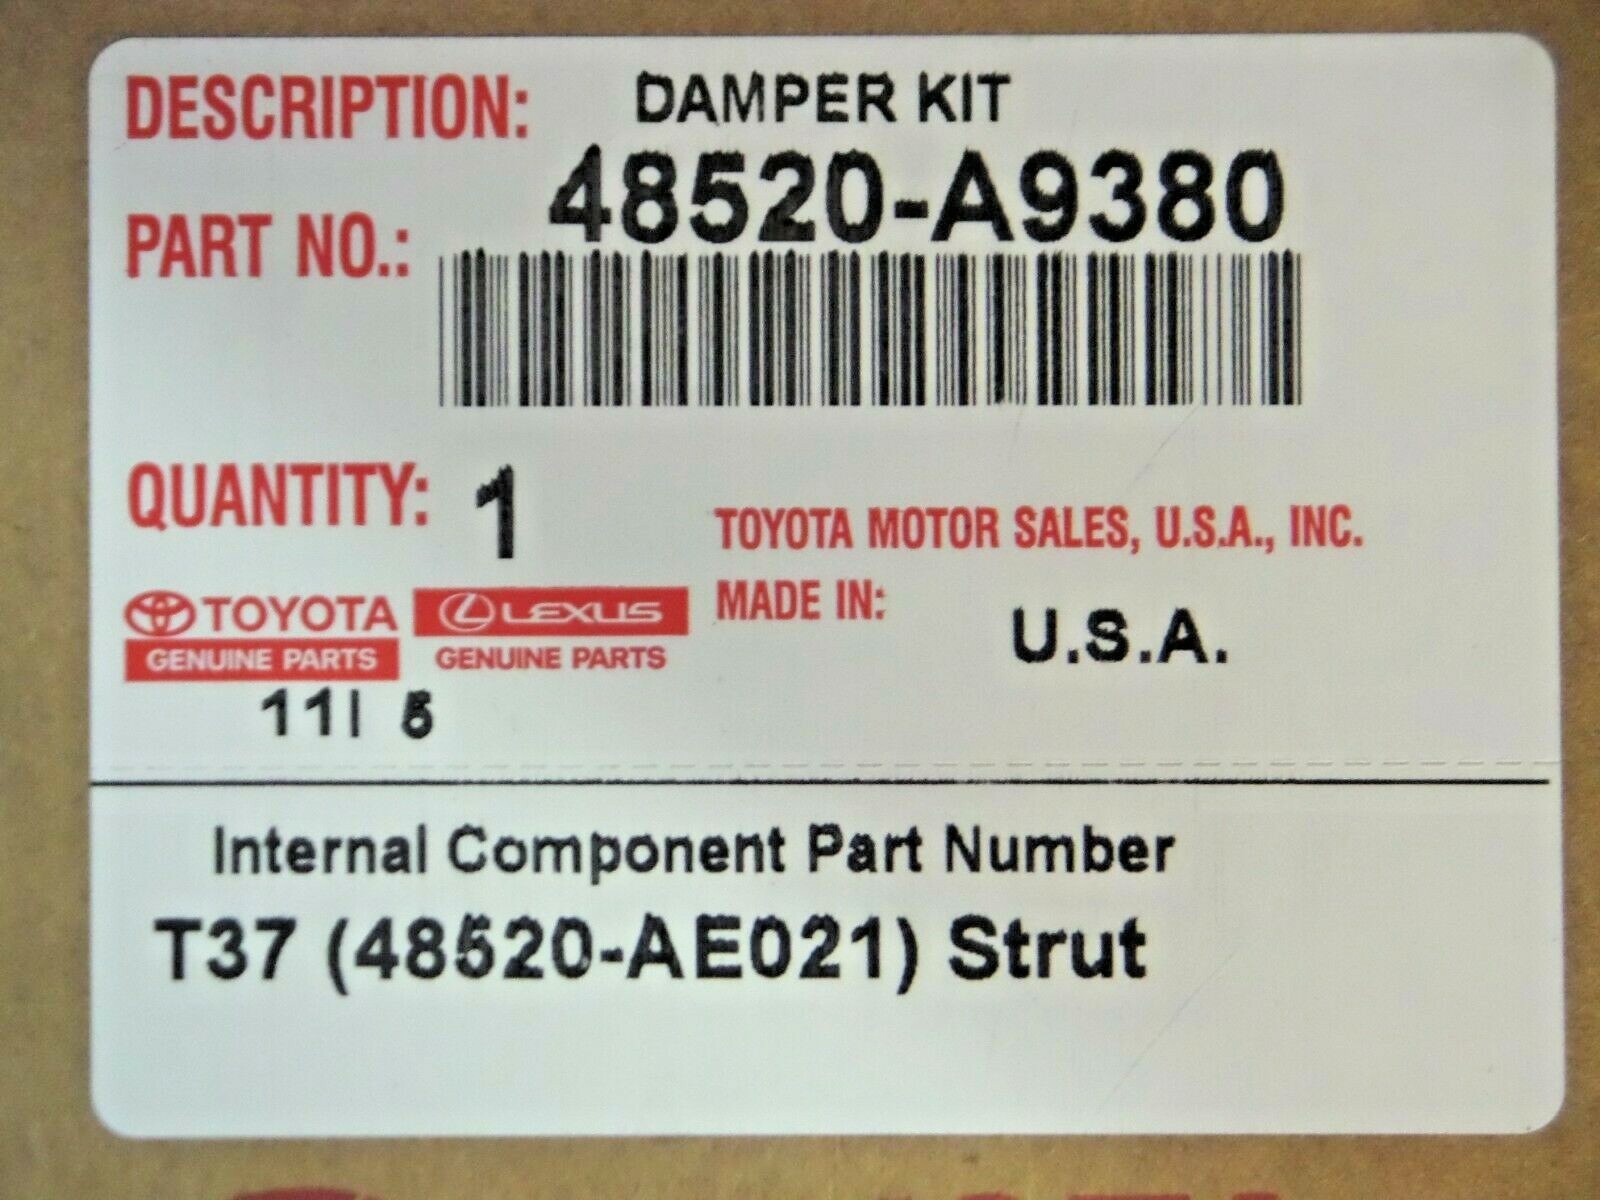 DESCRIPTION: DAMPER KIT
PART NO.: 48520-A9380
QUANTITY: 1
TOYOTA MOTOR SALES, U.S.A., INC.
MADE IN: U.S.A.
TOYOTA
GENUINE PARTS
LEXUS
GENUINE PARTS
11| 5
Internal Component Part Number
T37 (48520-AE021) Strut